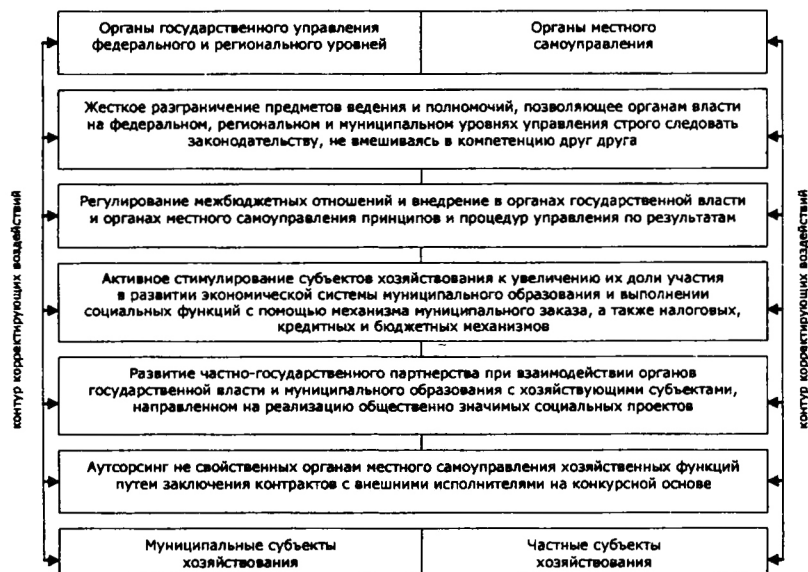 Органы государственного управления
федерального и регионального уровней
Органы местного
самоуправления
Жесткое разграничение предметов ведения и полномочий, позволяющее органам власти
на федеральном, региональном и муниципальном уровнях управления строго следовать
законодательству, не вмешиваясь в компетенцию друг друга
Регулирование межбюджетных отношений и внедрение в органах государственной власти
и органах местного самоуправления принципов и процедур управления по результатам
Активное стимулирование субъектов хозяйствования к увеличению их доли участия
в развитии экономической системы муниципального образования и выполнении
социальных функций с помощью механизма муниципального заказа, а также налоговых,
кредитных и бюджетных механизмов
Развитие частно-государственного партнерства при взаимодействии органов
государственной власти и муниципального образования с хозяйствующими субъектами,
направленном на реализацию общественно значимых социальных проектов
Аутсорсинг не свойственных органам местного самоуправления хозяйственных функций
путем заключения контрактов с внешними исполнителями на конкурсной основе
Муниципальные субъекты
хозяйствования
Частные субъекты
хозяйствования
контур корректирующих воздействий
контур корректирующих воздействий